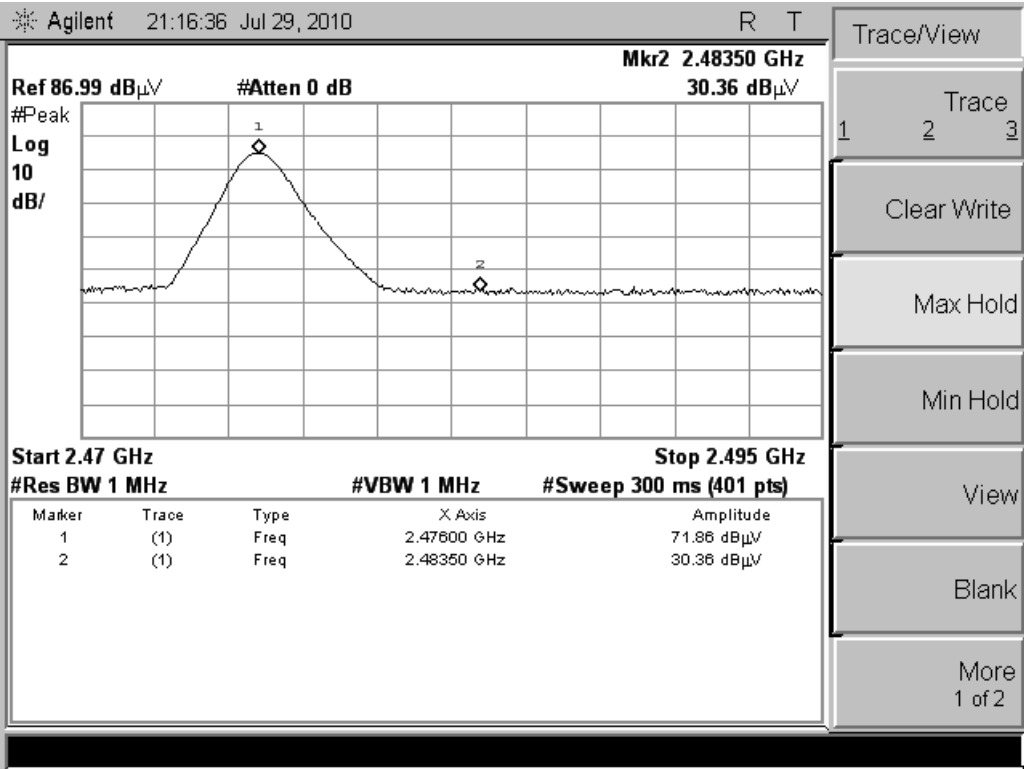 Agilent 21:16:36 Jul 29, 2010 R T
Mkr2 2.48350 GHz
Ref 86.99 dBµV #Atten 0 dB 30.36 dBµV
#Peak
Log
10
dB/
1
2
Start 2.47 GHz Stop 2.495 GHz
#Res BW 1 MHz #VBW 1 MHz #Sweep 300 ms (401 pts)
Marker Trace Type X Axis Amplitude
1 (1) Freq 2.47600 GHz 71.86 dBµV
2 (1) Freq 2.48350 GHz 30.36 dBµV
Trace/View
Trace
1 2 3
Clear Write
Max Hold
Min Hold
View
Blank
More
1 of 2